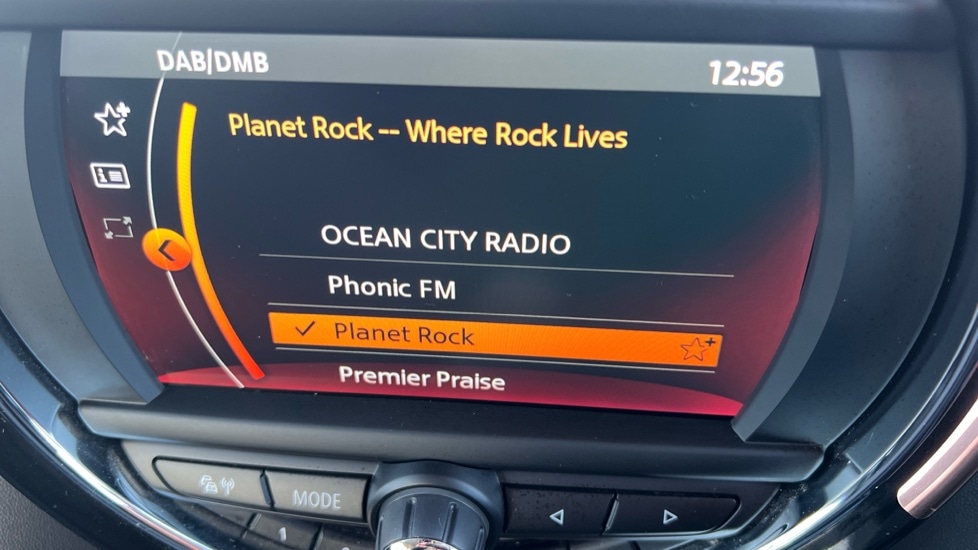 DAB/DMB 12:56
Planet Rock -- Where Rock Lives
OCEAN CITY RADIO
Phonic FM
Planet Rock
Premier Praise
MODE
1